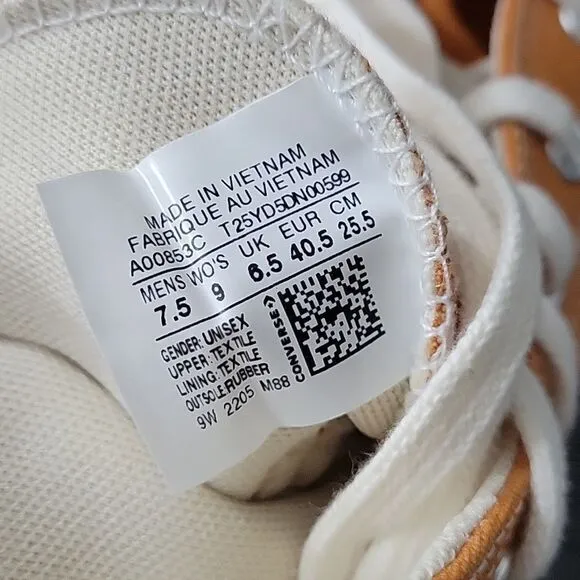 MADE IN VIETNAM
FABRIQUE AU VIETNAM
A00853C T25YD5DN00599
MENS WO'S UK EUR CM
7.5 9 6.5 40.5 25.5
GENDER: UNISEX
UPPER: TEXTILE
LINING: TEXTILE
OUTSOLE:RUBBER
9W 2205 M88
CONVERSE>